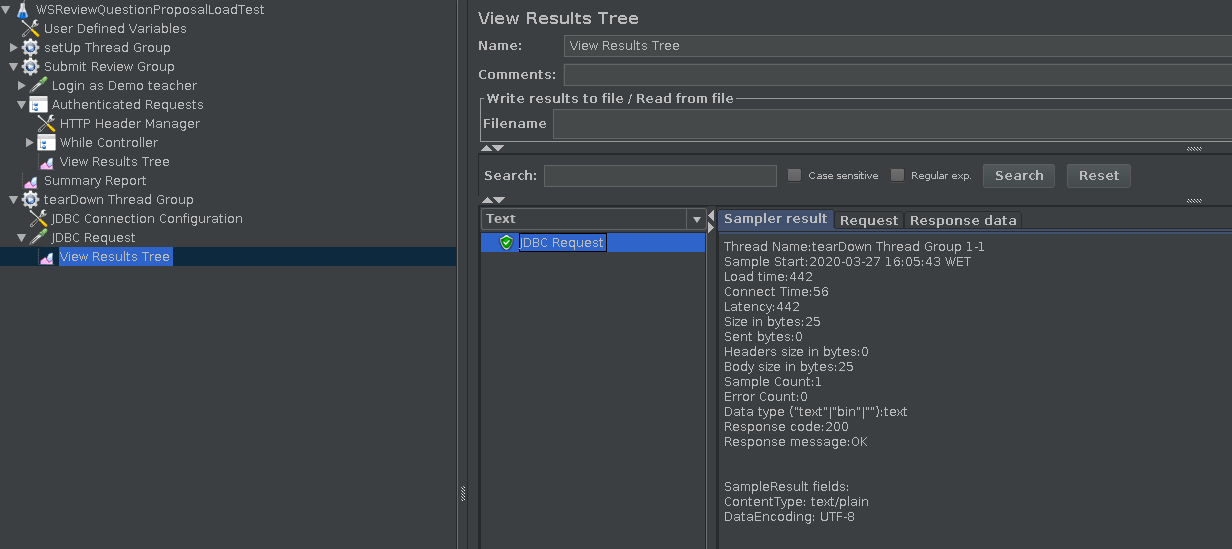 WSReviewQuestionProposalLoadTest
User Defined Variables
setUp Thread Group
Submit Review Group
Login as Demo teacher
Authenticated Requests
HTTP Header Manager
While Controller
View Results Tree
Summary Report
tearDown Thread Group
JDBC Connection Configuration
JDBC Request
View Results Tree
View Results Tree
Name: View Results Tree
Comments:
Write results to file / Read from file
Filename
Search: Case sensitive Regular exp. Search Reset
Text
JDBC Request
Sampler result Request Response data
Thread Name:tearDown Thread Group 1-1
Sample Start:2020-03-27 16:05:43 WET
Load time:442
Connect Time:56
Latency:442
Size in bytes:25
Sent bytes:0
Headers size in bytes:0
Body size in bytes:25
Sample Count:1
Error Count:0
Data type ("text"|"bin"|""):text
Response code:200
Response message:OK
SampleResult fields:
ContentType: text/plain
DataEncoding: UTF-8